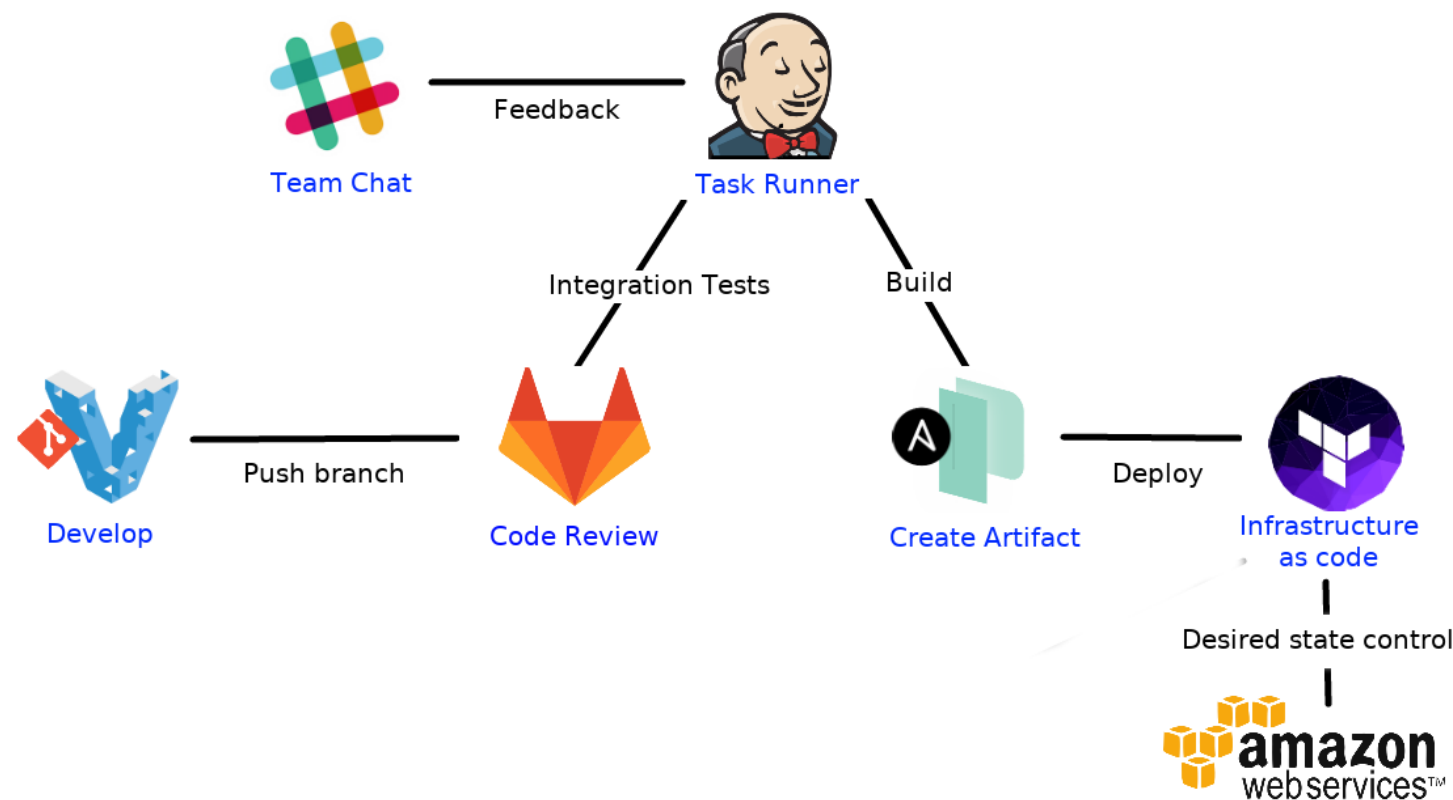 Feedback
Team Chat
Task Runner
Integration Tests
Build
Push branch
Deploy
Develop
Code Review
Create Artifact
Infrastructure
as code
Desired state control
amazon
webservices™